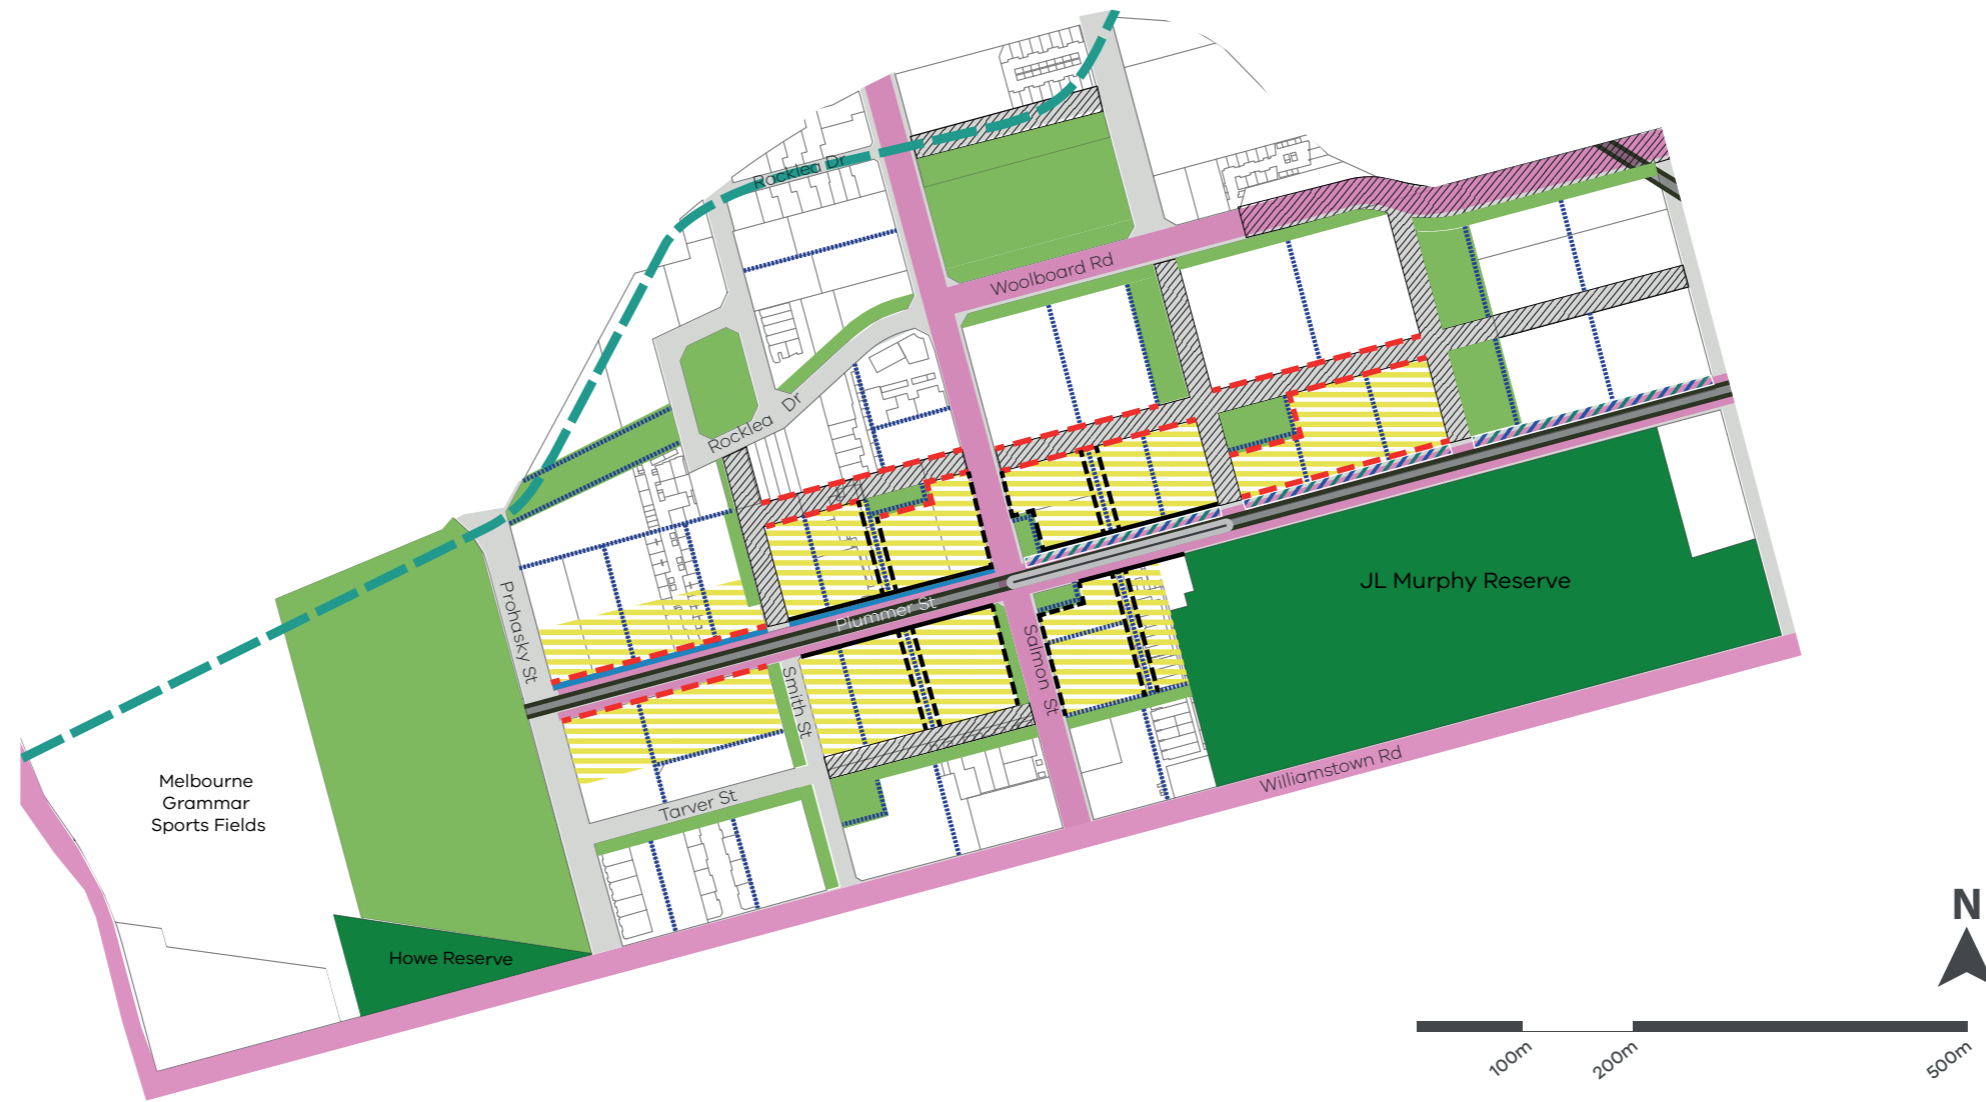 Rocklea Dr
Woolboard Rd
Rocklea Dr
Prohasky St
Plummer St
JL Murphy Reserve
Salmon St
Smith St
Melbourne
Grammar
Sports Fields
Tarver St
Williamstown Rd
Howe Reserve
N
100m
200m
500m